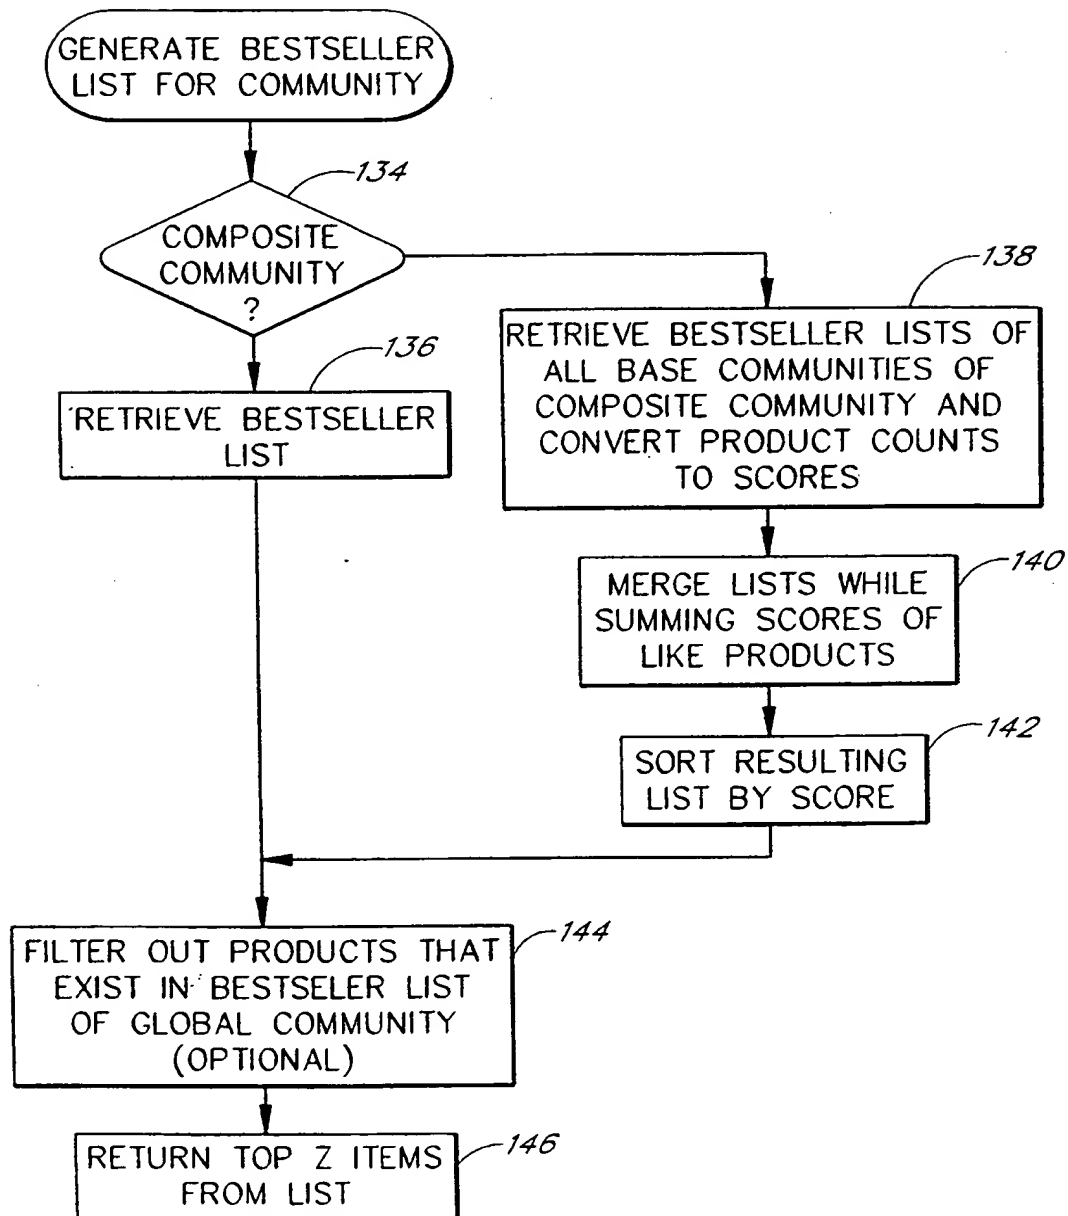 GENERATE BESTSELLER
LIST FOR COMMUNITY
134
COMPOSITE
COMMUNITY
?
136
RETRIEVE BESTSELLER
LIST
138
RETRIEVE BESTSELLER LISTS OF
ALL BASE COMMUNITIES OF
COMPOSITE COMMUNITY AND
CONVERT PRODUCT COUNTS
TO SCORES
140
MERGE LISTS WHILE
SUMMING SCORES OF
LIKE PRODUCTS
142
SORT RESULTING
LIST BY SCORE
144
FILTER OUT PRODUCTS THAT
EXIST IN BESTSELER LIST
OF GLOBAL COMMUNITY
(OPTIONAL)
146
RETURN TOP Z ITEMS
FROM LIST